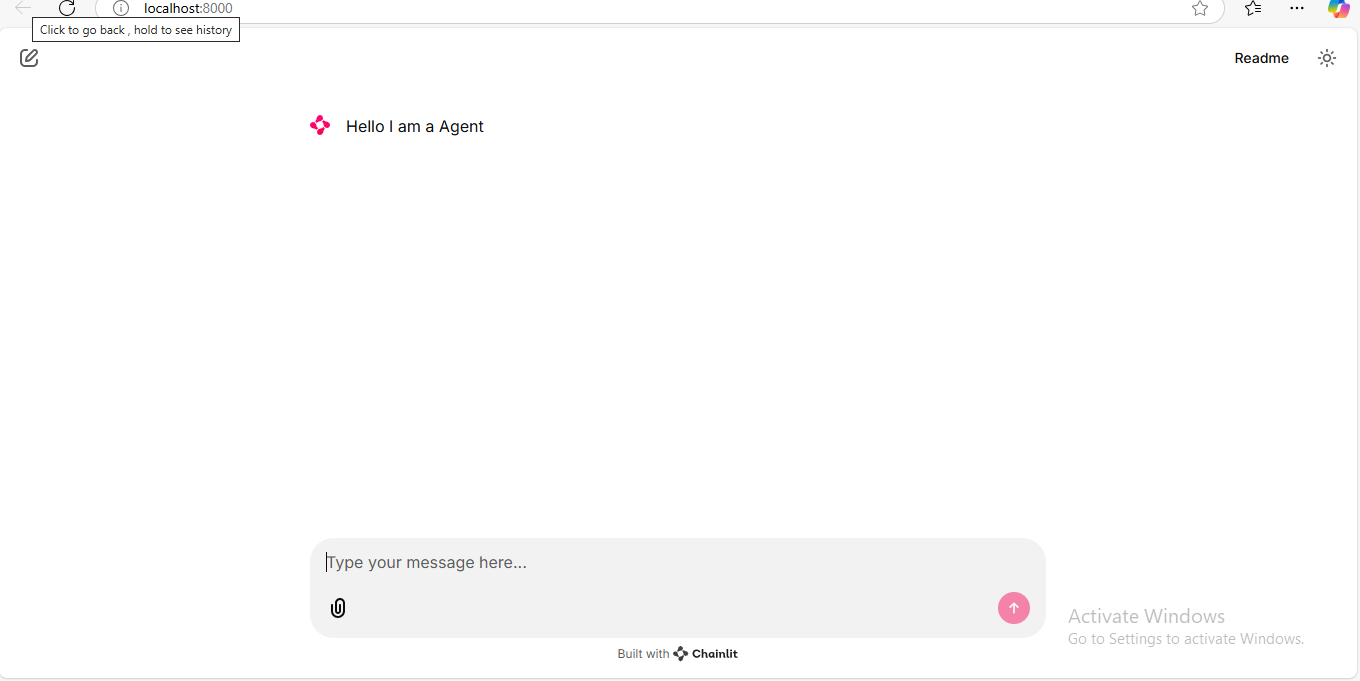 localhost:8000
Click to go back , hold to see history
Readme
Hello I am a Agent
Type your message here...
Activate Windows
Go to Settings to activate Windows.
Built with Chainlit